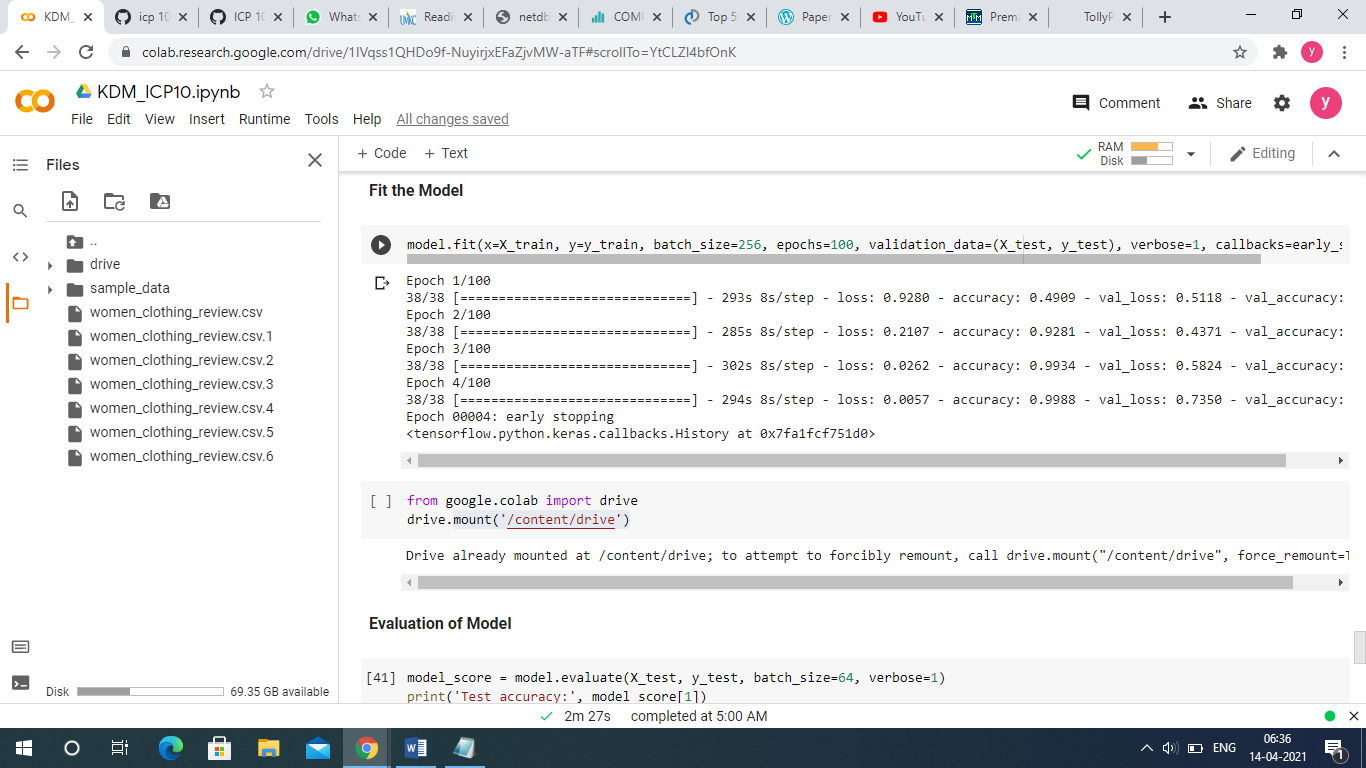 KDM_
icp 10
ICP 10
Whats
Readi
netdb
COMI
Top 5
Paper
YouTu
Prema
TollyP
colab.research.google.com/drive/1IVqss1QHDo9f-NuyirjxEFaZjvMW-aTF#scrollTo=YtCLZI4bfOnK
y
KDM_ICP10.ipynb
Comment
Share
y
File Edit View Insert Runtime Tools Help All changes saved
Files
+ Code + Text
RAM
Disk
Editing
Fit the Model
..
drive
sample_data
women_clothing_review.csv
women_clothing_review.csv.1
women_clothing_review.csv.2
women_clothing_review.csv.3
women_clothing_review.csv.4
women_clothing_review.csv.5
women_clothing_review.csv.6
Disk 69.35 GB available
model.fit(x=X_train, y=y_train, batch_size=256, epochs=100, validation_data=(X_test, y_test), verbose=1, callbacks=early_s
Epoch 1/100
38/38 [==============================] - 293s 8s/step - loss: 0.9280 - accuracy: 0.4909 - val_loss: 0.5118 - val_accuracy:
Epoch 2/100
38/38 [==============================] - 285s 8s/step - loss: 0.2107 - accuracy: 0.9281 - val_loss: 0.4371 - val_accuracy:
Epoch 3/100
38/38 [==============================] - 302s 8s/step - loss: 0.0262 - accuracy: 0.9934 - val_loss: 0.5824 - val_accuracy:
Epoch 4/100
38/38 [==============================] - 294s 8s/step - loss: 0.0057 - accuracy: 0.9988 - val_loss: 0.7350 - val_accuracy:
Epoch 00004: early stopping
<tensorflow.python.keras.callbacks.History at 0x7fa1fcf751d0>
[ ] from google.colab import drive
drive.mount('/content/drive')
Drive already mounted at /content/drive; to attempt to forcibly remount, call drive.mount("/content/drive", force_remount=T
Evaluation of Model
[41] model_score = model.evaluate(X_test, y_test, batch_size=64, verbose=1)
print('Test accuracy:', model_score[1])
2m 27s completed at 5:00 AM
ENG
06:36
14-04-2021
1